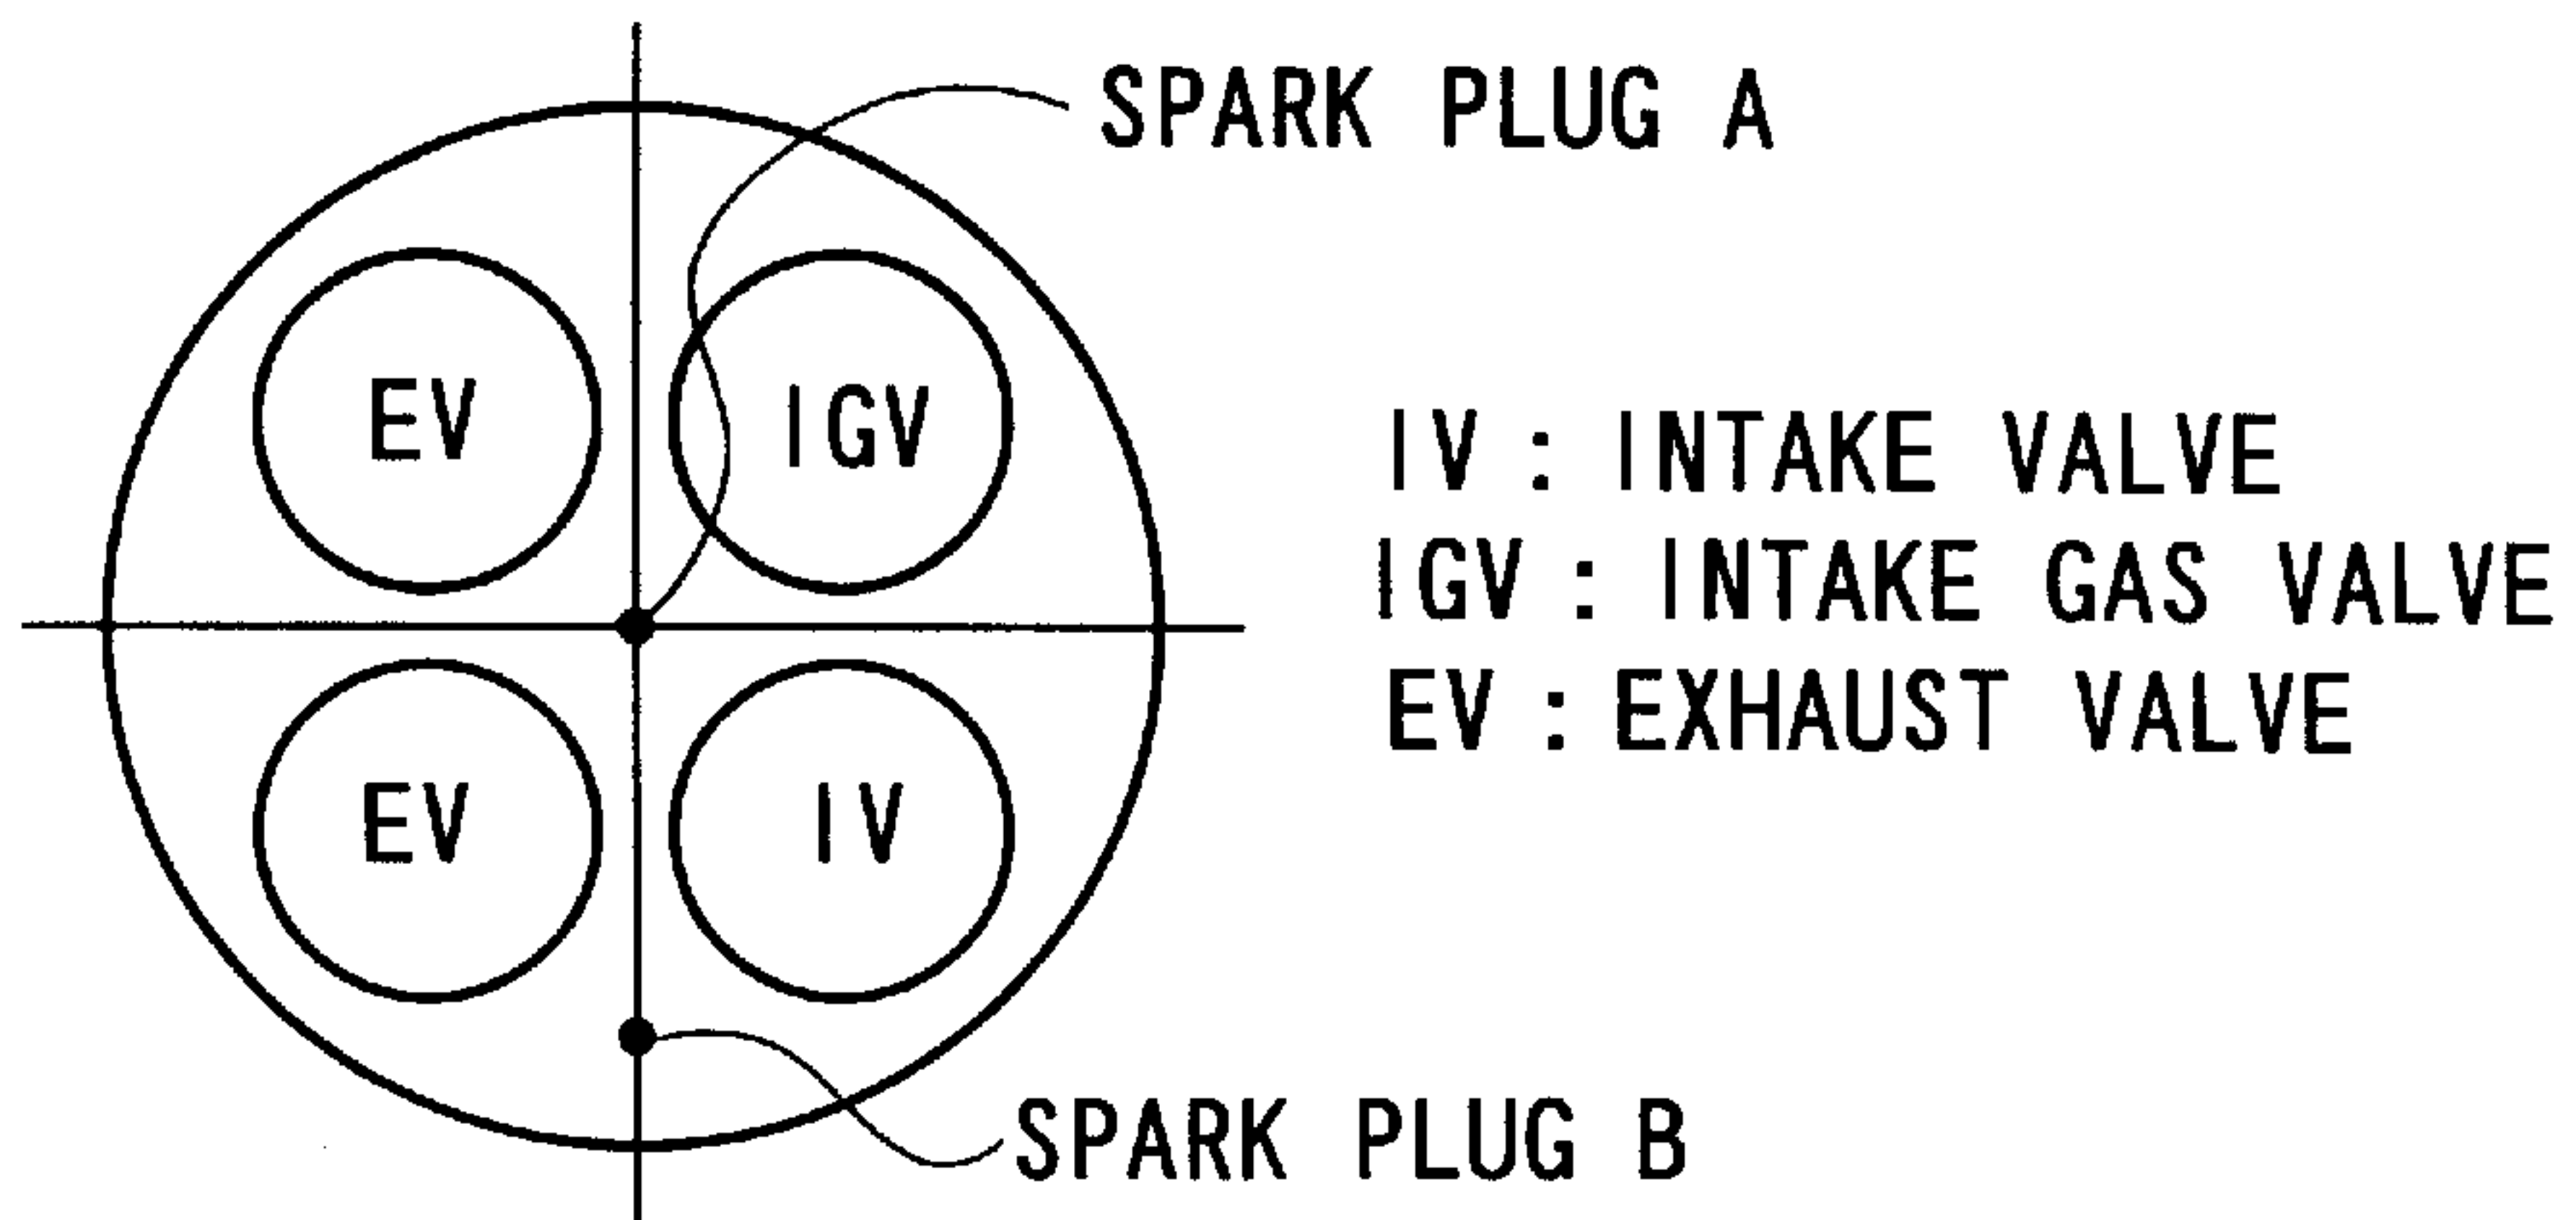 SPARK PLUG A
EV
IGV
IV : INTAKE VALVE
IGV : INTAKE GAS VALVE
EV : EXHAUST VALVE
EV
IV
SPARK PLUG B